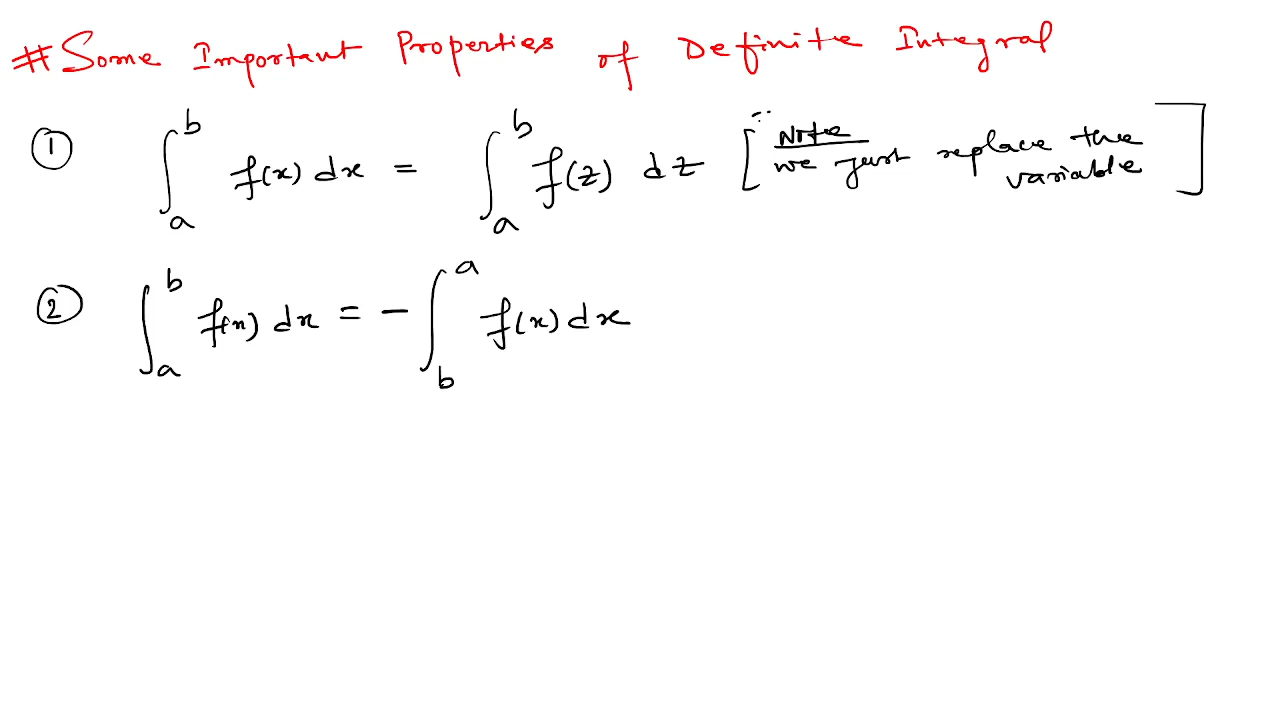 #Some Important Properties of Definite Integral
① ∫ₐᵇ f(x) dx = ∫ₐᵇ f(z) dz [∵ Note
we just replace the variable]
② ∫ₐᵇ f(x) dx = - ∫_b^a f(x) dx